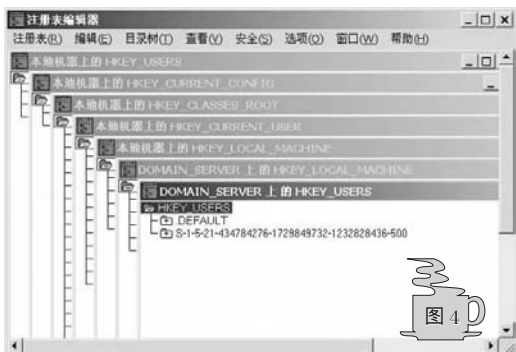 注册表编辑器
注册表(R) 编辑(E) 目录树(T) 查看(V) 安全(S) 选项(O) 窗口(W) 帮助(H)
本地机器上的 HKEY_USERS
本地机器上的 HKEY_CURRENT_CONFIG
本地机器上的 HKEY_CLASSES_ROOT
本地机器上的 HKEY_CURRENT_USER
本地机器上的 HKEY_LOCAL_MACHINE
DOMAIN_SERVER 上的 HKEY_LOCAL_MACHINE
DOMAIN_SERVER 上的 HKEY_USERS
HKEY_USERS
.DEFAULT
S-1-5-21-434784276-1729849732-1232828436-500
图 4